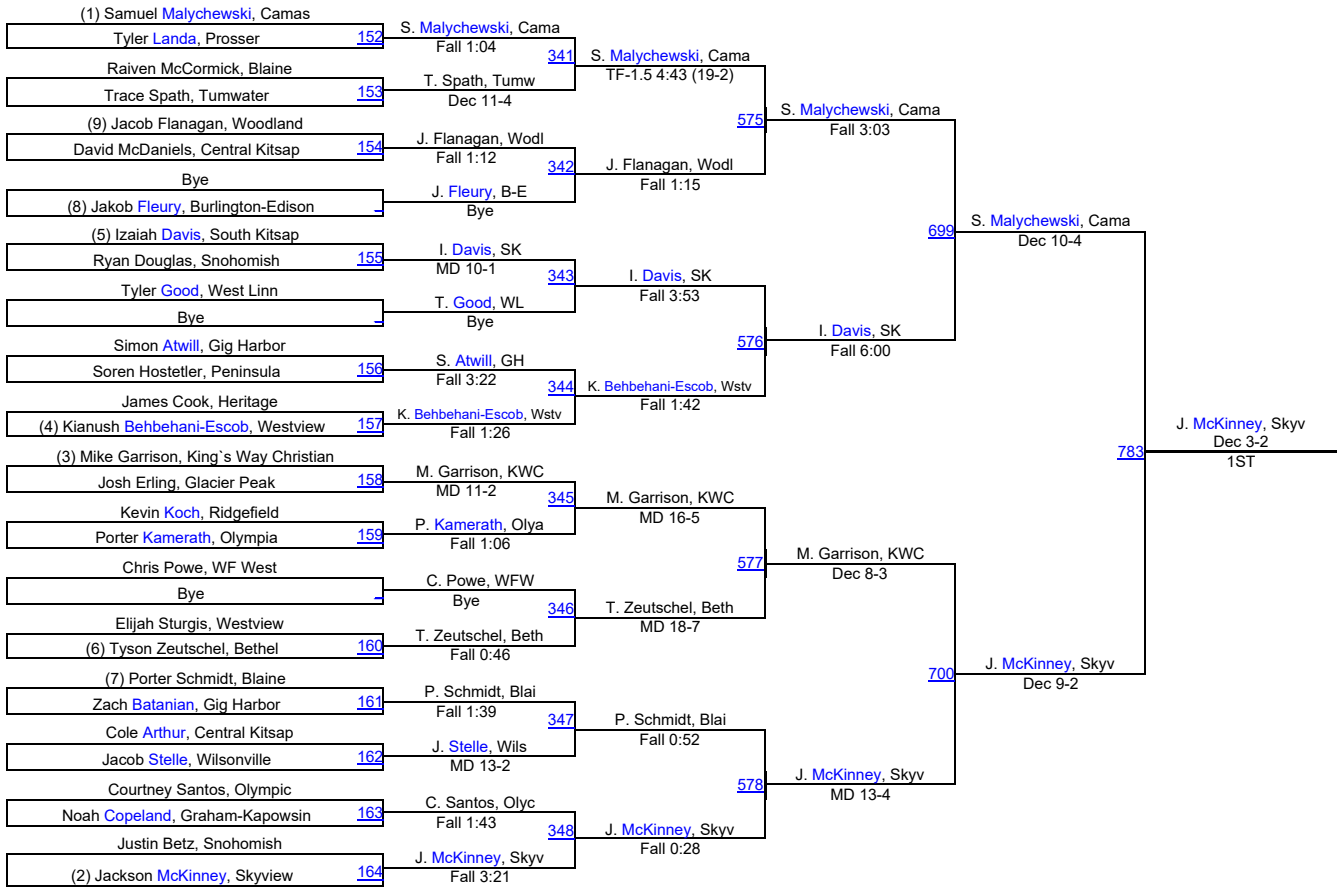 (1) Samuel Malychewski, Camas
Tyler Landa, Prosser
152
Raiven McCormick, Blaine
Trace Spath, Tumwater
153
(9) Jacob Flanagan, Woodland
David McDaniels, Central Kitsap
154
Bye
(8) Jakob Fleury, Burlington-Edison
(5) Izaiah Davis, South Kitsap
Ryan Douglas, Snohomish
155
Tyler Good, West Linn
Bye
Simon Atwill, Gig Harbor
Soren Hostetler, Peninsula
156
James Cook, Heritage
(4) Kianush Behbehani-Escob, Westview
157
(3) Mike Garrison, King`s Way Christian
Josh Erling, Glacier Peak
158
Kevin Koch, Ridgefield
Porter Kamerath, Olympia
159
Chris Powe, WF West
Bye
Elijah Sturgis, Westview
(6) Tyson Zeutschel, Bethel
160
(7) Porter Schmidt, Blaine
Zach Batanian, Gig Harbor
161
Cole Arthur, Central Kitsap
Jacob Stelle, Wilsonville
162
Courtney Santos, Olympic
Noah Copeland, Graham-Kapowsin
163
Justin Betz, Snohomish
(2) Jackson McKinney, Skyview
164
S. Malychewski, Cama
Fall 1:04
341
T. Spath, Tumw
Dec 11-4
J. Flanagan, Wodl
Fall 1:12
342
J. Fleury, B-E
Bye
I. Davis, SK
MD 10-1
343
T. Good, WL
Bye
S. Atwill, GH
Fall 3:22
344
K. Behbehani-Escob, Wstv
Fall 1:26
M. Garrison, KWC
MD 11-2
345
P. Kamerath, Olya
Fall 1:06
C. Powe, WFW
Bye
346
T. Zeutschel, Beth
Fall 0:46
P. Schmidt, Blai
Fall 1:39
347
J. Stelle, Wils
MD 13-2
C. Santos, Olyc
Fall 1:43
348
J. McKinney, Skyv
Fall 3:21
S. Malychewski, Cama
TF-1.5 4:43 (19-2)
575
J. Flanagan, Wodl
Fall 1:15
I. Davis, SK
Fall 3:53
576
K. Behbehani-Escob, Wstv
Fall 1:42
M. Garrison, KWC
MD 16-5
577
T. Zeutschel, Beth
MD 18-7
P. Schmidt, Blai
Fall 0:52
578
J. McKinney, Skyv
Fall 0:28
S. Malychewski, Cama
Fall 3:03
699
I. Davis, SK
Fall 6:00
M. Garrison, KWC
Dec 8-3
700
J. McKinney, Skyv
MD 13-4
S. Malychewski, Cama
Dec 10-4
783
J. McKinney, Skyv
Dec 9-2
J. McKinney, Skyv
Dec 3-2
1ST